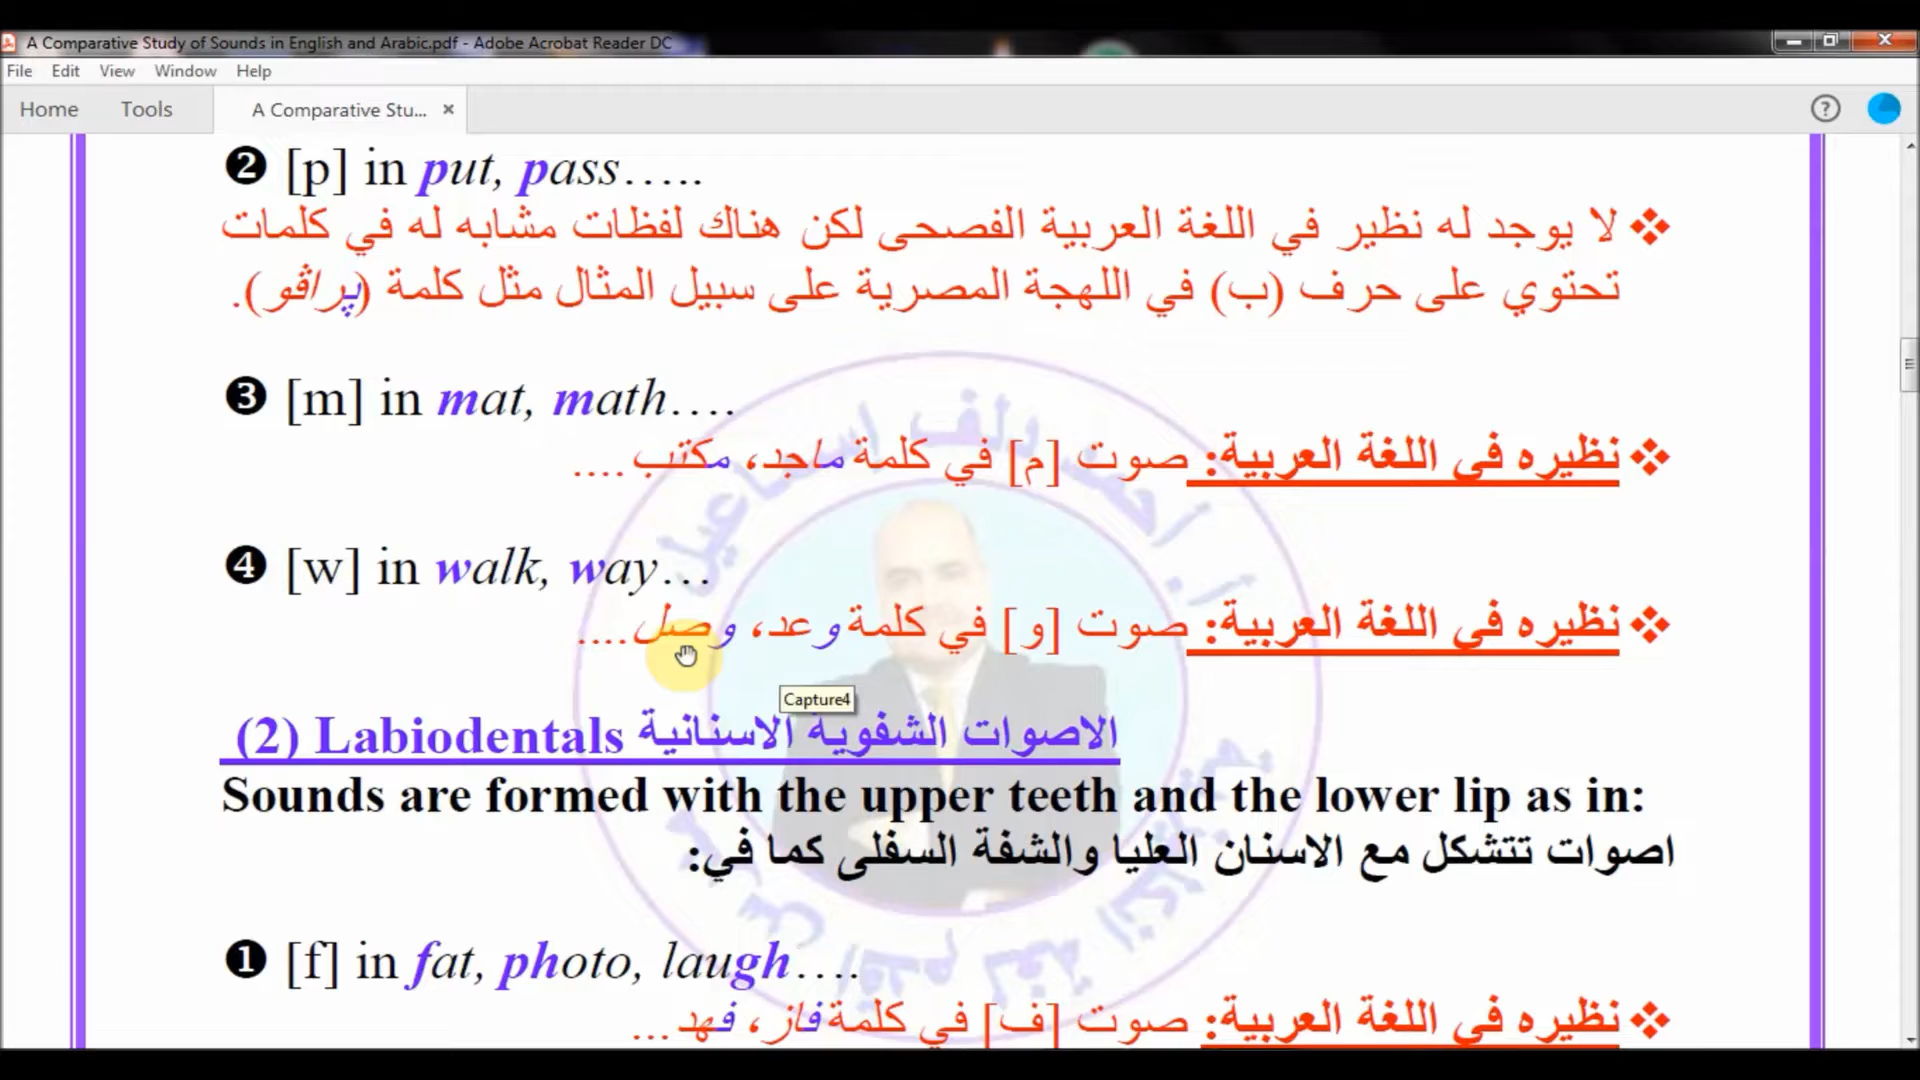 A Comparative Study of Sounds in English and Arabic.pdf - Adobe Acrobat Reader DC
File Edit View Window Help
Home Tools A Comparative Stu... ×
❷ [p] in put, pass…..
❖ لا يوجد له نظير في اللغة العربية الفصحى لكن هناك لفظات مشابه له في كلمات
تحتوي على حرف (ب) في اللهجة المصرية على سبيل المثال مثل كلمة (پراڤو).
❸ [m] in mat, math….
❖ نظيره في اللغة العربية: صوت [م] في كلمة ماجد، مكتب ....
❹ [w] in walk, way…
❖ نظيره في اللغة العربية: صوت [و] في كلمة وعد، وصل....
Capture4
(2) Labiodentals الاصوات الشفوية الاسنانية
Sounds are formed with the upper teeth and the lower lip as in:
اصوات تتشكل مع الاسنان العليا والشفة السفلى كما في:
❶ [f] in fat, photo, laugh….
❖ نظيره في اللغة العربية: صوت [ف] في كلمة فاز، فهد...
أ. أحمد دلف اسماعيل